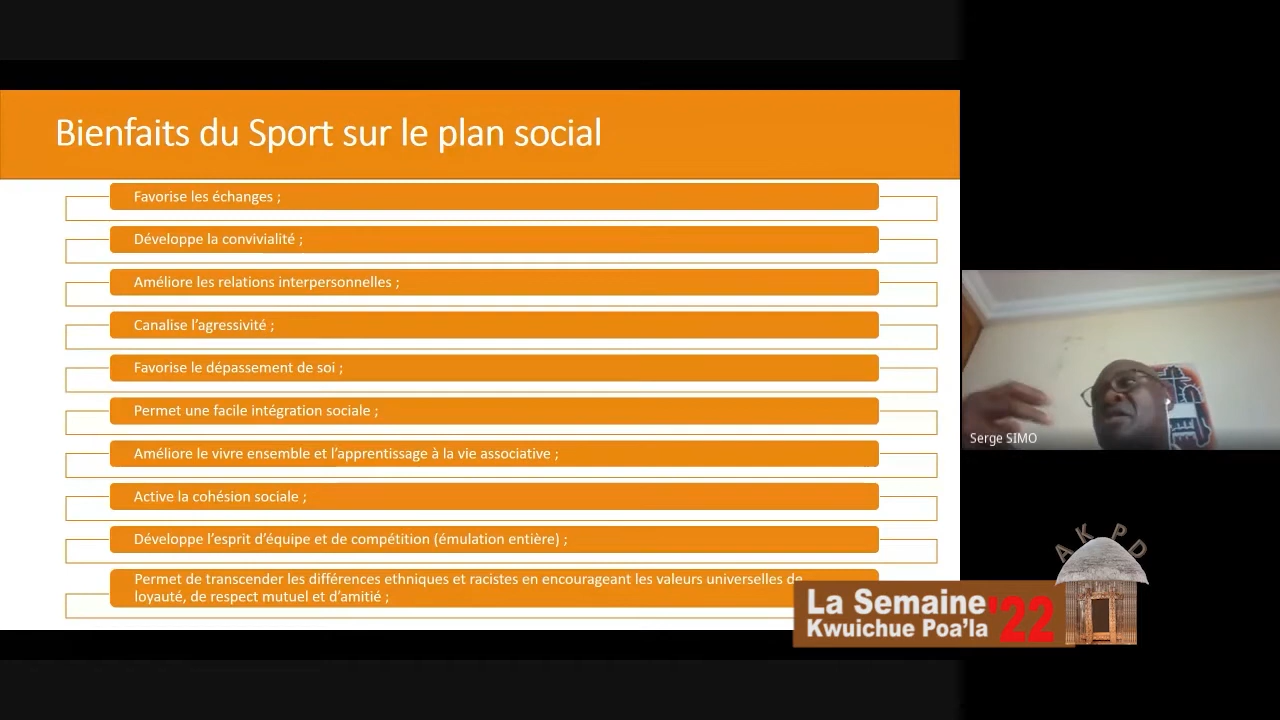 Bienfaits du Sport sur le plan social
Favorise les échanges ;
Développe la convivialité ;
Améliore les relations interpersonnelles ;
Canalise l'agressivité ;
Favorise le dépassement de soi ;
Permet une facile intégration sociale ;
Améliore le vivre ensemble et l'apprentissage à la vie associative ;
Active la cohésion sociale ;
Développe l'esprit d'équipe et de compétition (émulation entière) ;
Permet de transcender les différences ethniques et racistes en encourageant les valeurs universelles de
loyauté, de respect mutuel et d'amitié ;
Serge SIMO
AKPD
La Semaine '22
Kwuichue Poa'la